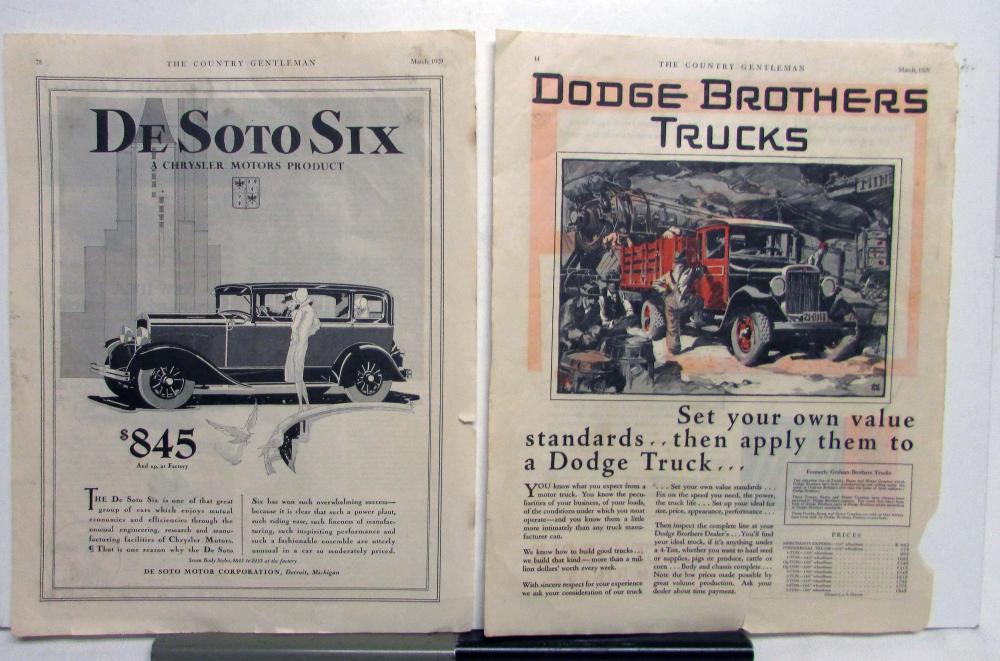 78
THE COUNTRY GENTLEMAN
March, 1929
DE SOTO SIX
A CHRYSLER MOTORS PRODUCT
$845
And up, at Factory
THE De Soto Six is one of that great
group of cars which enjoys mutual
economies and efficiencies through the
unusual engineering, research and manu-
facturing facilities of Chrysler Motors.
¶ That is one reason why the De Soto
Six has won such overwhelming success—
because it is clear that such a power plant,
such riding ease, such fineness of manufac-
turing, such inspiriting performance and
such a fashionable ensemble are utterly
unusual in a car so moderately priced.
Seven Body Styles, $845 to $955 at the factory
DE SOTO MOTOR CORPORATION, Detroit, Michigan
44
THE COUNTRY GENTLEMAN
March, 1929
DODGE BROTHERS
TRUCKS
MINE
Set your own value
standards..then apply them to
a Dodge Truck...
YOU know what you expect from a
motor truck. You know the pecu-
liarities of your business, of your loads,
of the conditions under which you must
operate—and you know them a little
more intimately than any truck manu-
facturer can.
We know how to build good trucks...
we build that kind—more than a mil-
lion dollars' worth every week.
With sincere respect for your experience
we ask your consideration of our truck
... Set your own value standards ...
Fix on the speed you need, the power,
the truck life ... Set up your ideal for
size, price, appearance, performance ...
Then inspect the complete line at your
Dodge Brothers Dealer's... You'll find
your ideal truck, if it's anything under
a 4-Ton, whether you want to haul seed
or supplies, pigs or produce, cattle or
corn ... Body and chassis complete ...
Note the low prices made possible by
great volume production. Ask your
dealer about time payment.
Formerly Graham Brothers Trucks
PRICES